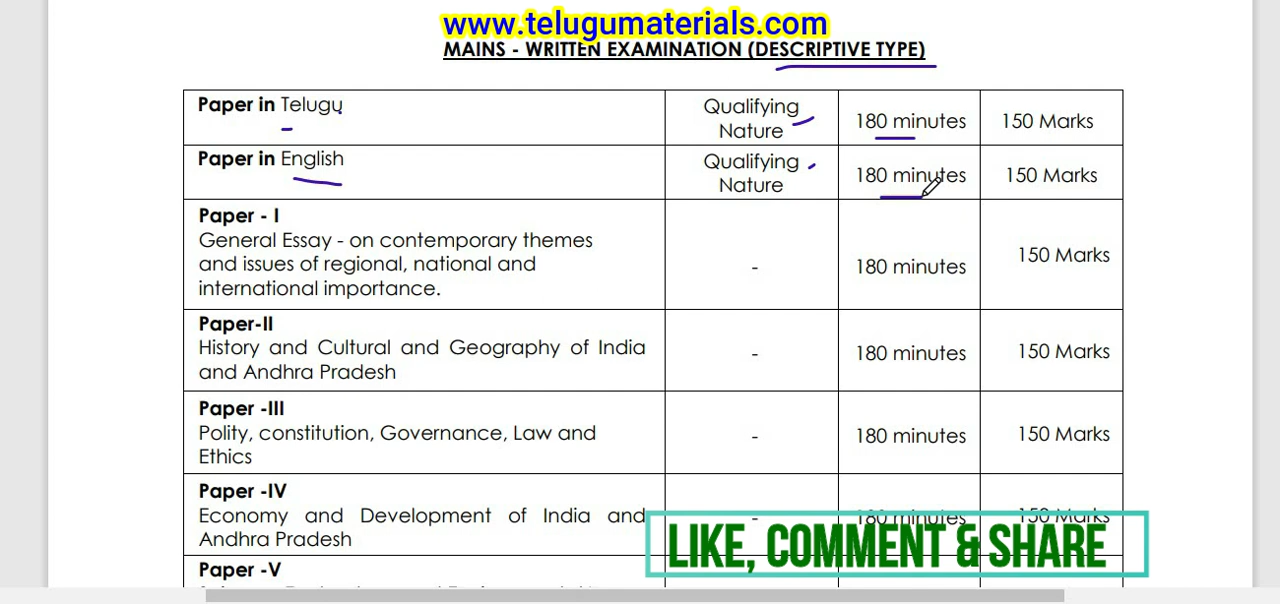 www.telugumaterials.com
MAINS - WRITTEN EXAMINATION (DESCRIPTIVE TYPE)
Paper in Telugu
Qualifying
Nature
180 minutes
150 Marks
Paper in English
Qualifying
Nature
180 minutes
150 Marks
Paper - I
General Essay - on contemporary themes
and issues of regional, national and
international importance.
-
180 minutes
150 Marks
Paper-II
History and Cultural and Geography of India
and Andhra Pradesh
-
180 minutes
150 Marks
Paper -III
Polity, constitution, Governance, Law and
Ethics
-
180 minutes
150 Marks
Paper -IV
Economy and Development of India and
Andhra Pradesh
-
180 minutes
150 Marks
LIKE, COMMENT & SHARE
Paper -V